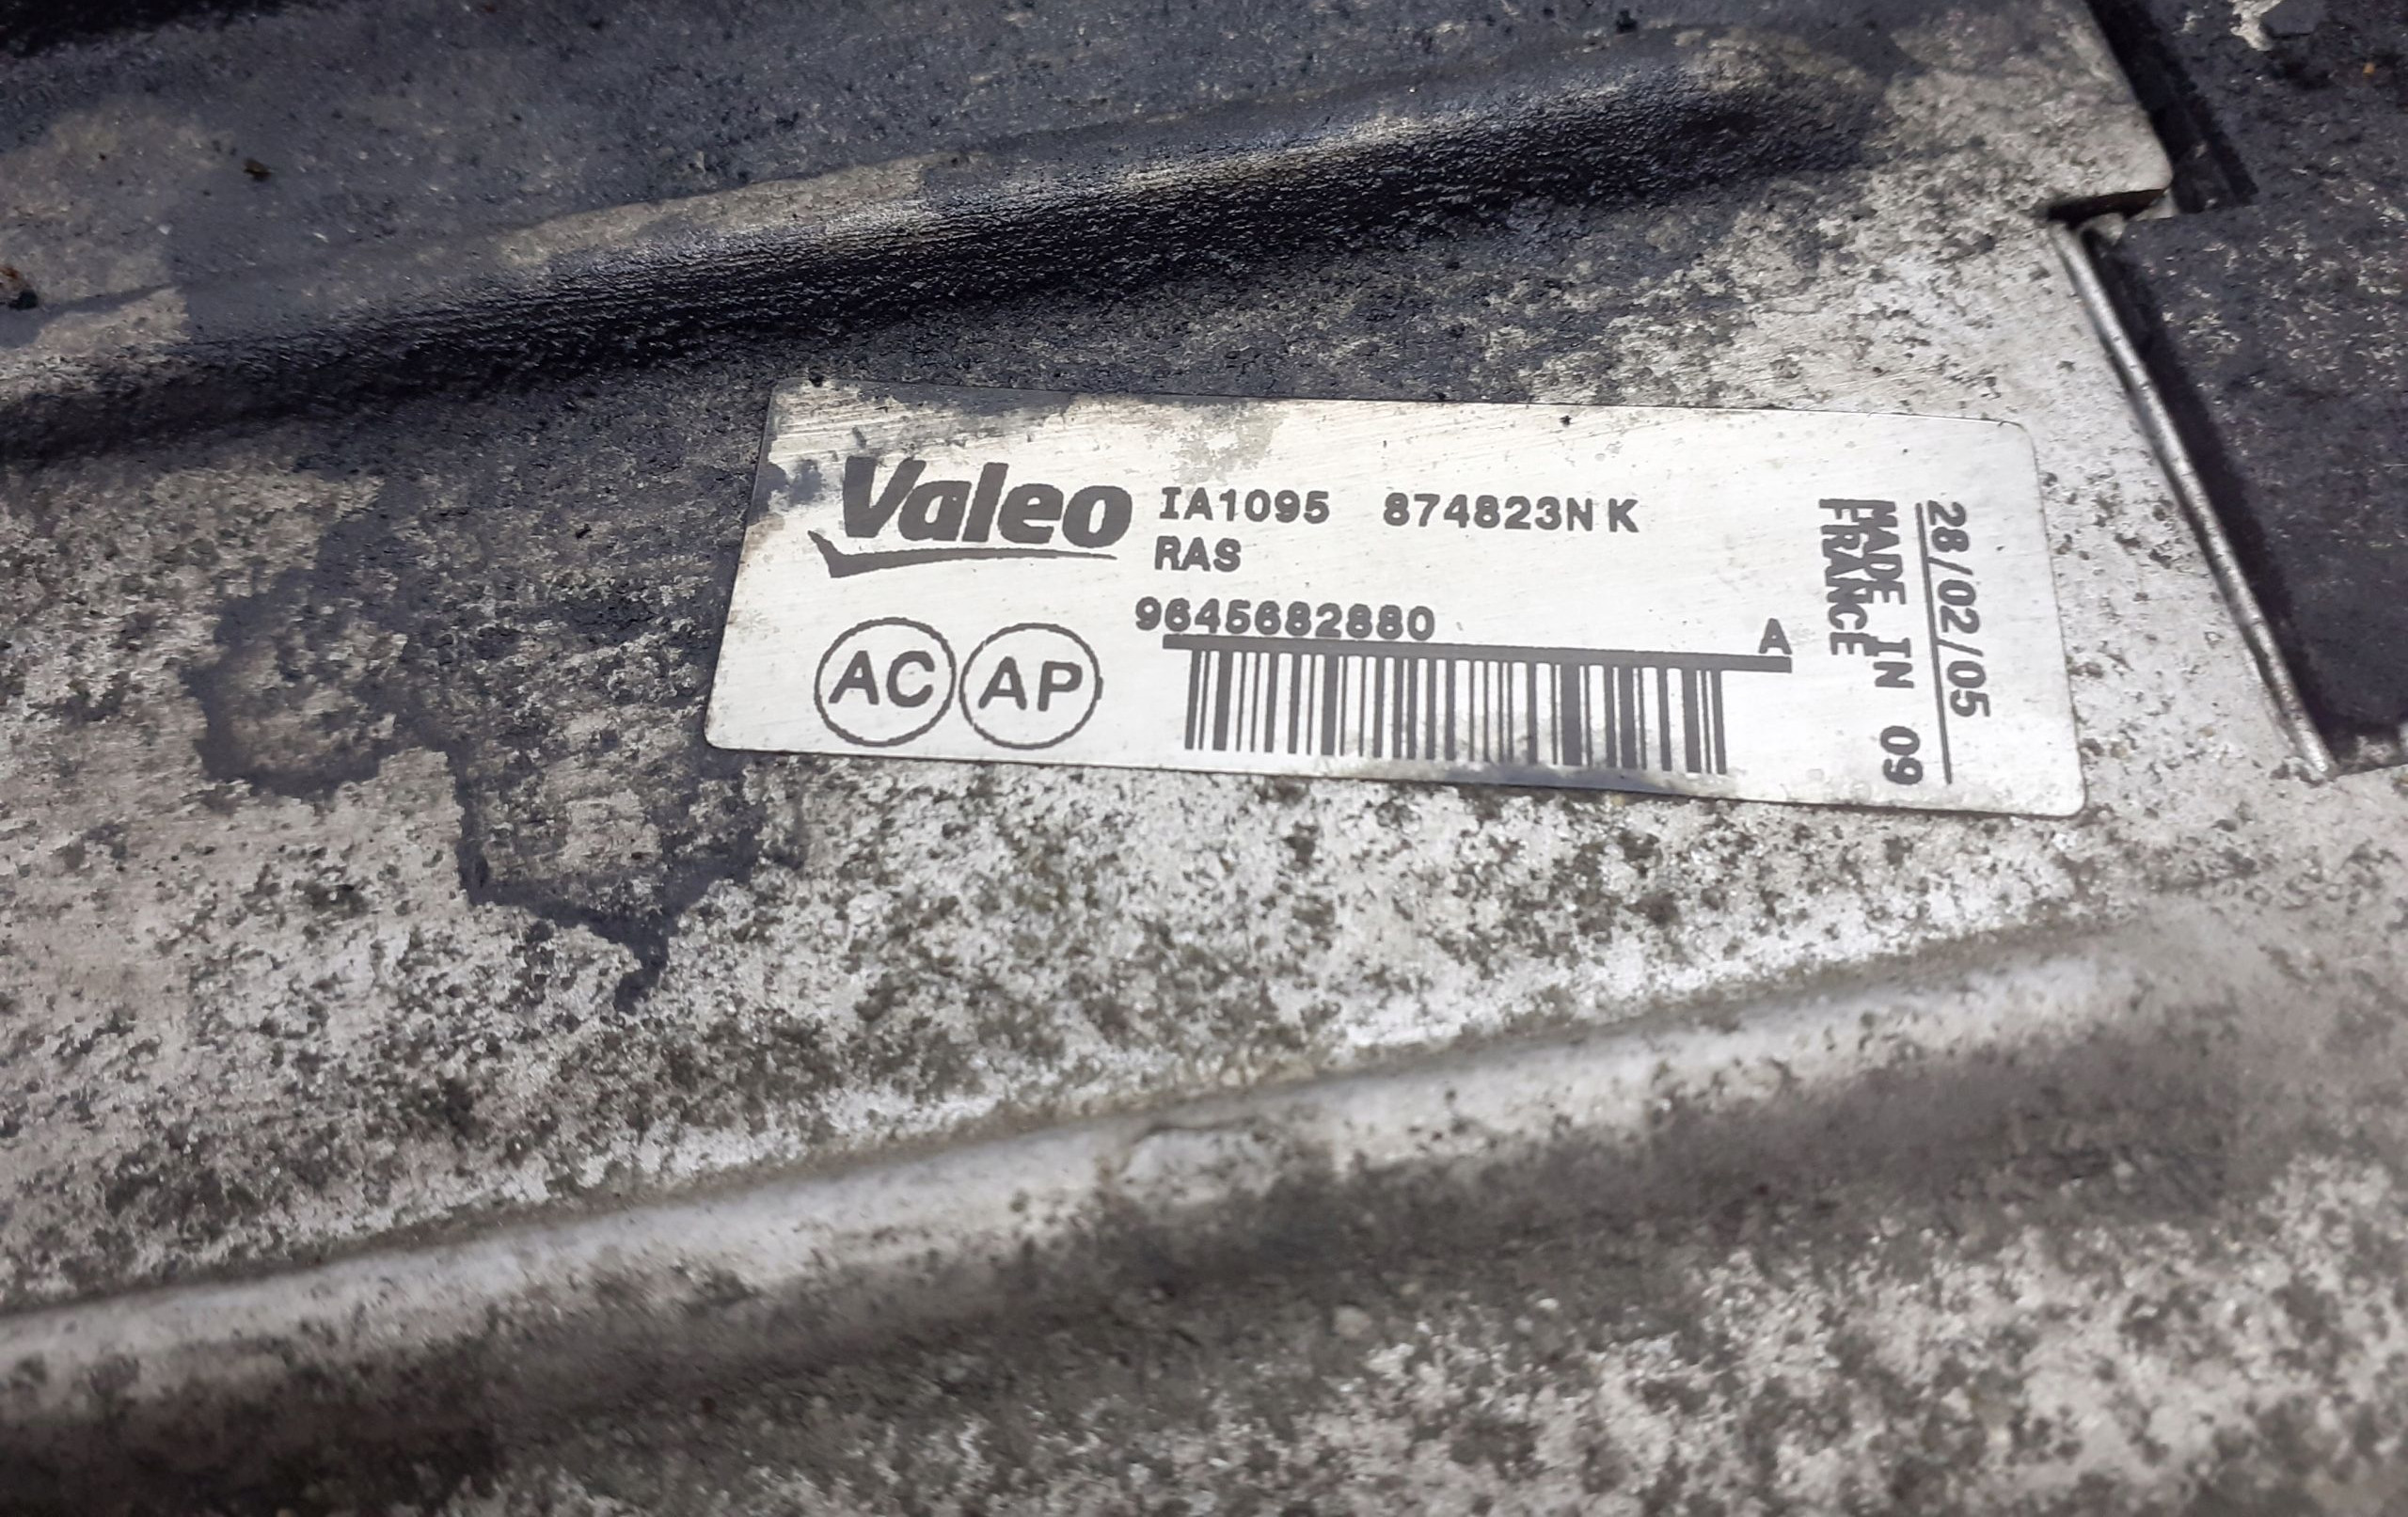 Valeo IA1095 874823N K
RAS
9645682880 A
AC AP
28/02/05
MADE IN 09
FRANCE